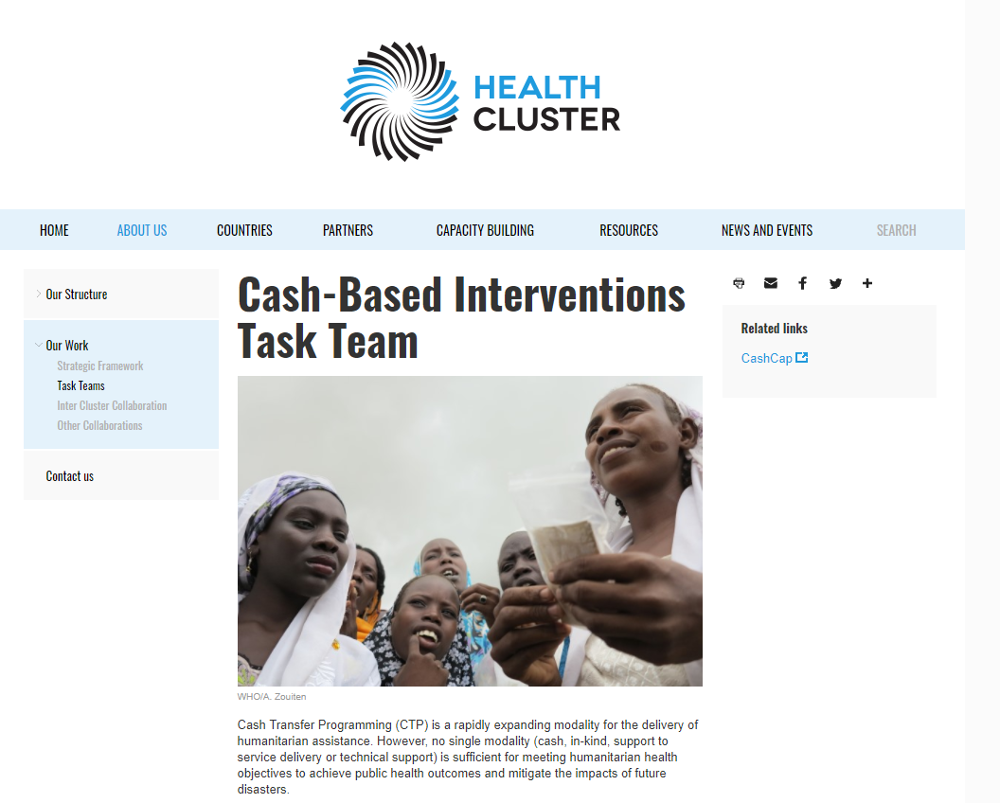 HEALTH
CLUSTER
HOME
ABOUT US
COUNTRIES
PARTNERS
CAPACITY BUILDING
RESOURCES
NEWS AND EVENTS
SEARCH
Our Structure
Our Work
Strategic Framework
Task Teams
Inter Cluster Collaboration
Other Collaborations
Contact us
Cash-Based Interventions
Task Team
WHO/A. Zouiten
Cash Transfer Programming (CTP) is a rapidly expanding modality for the delivery of
humanitarian assistance. However, no single modality (cash, in-kind, support to
service delivery or technical support) is sufficient for meeting humanitarian health
objectives to achieve public health outcomes and mitigate the impacts of future
disasters.
Related links
CashCap